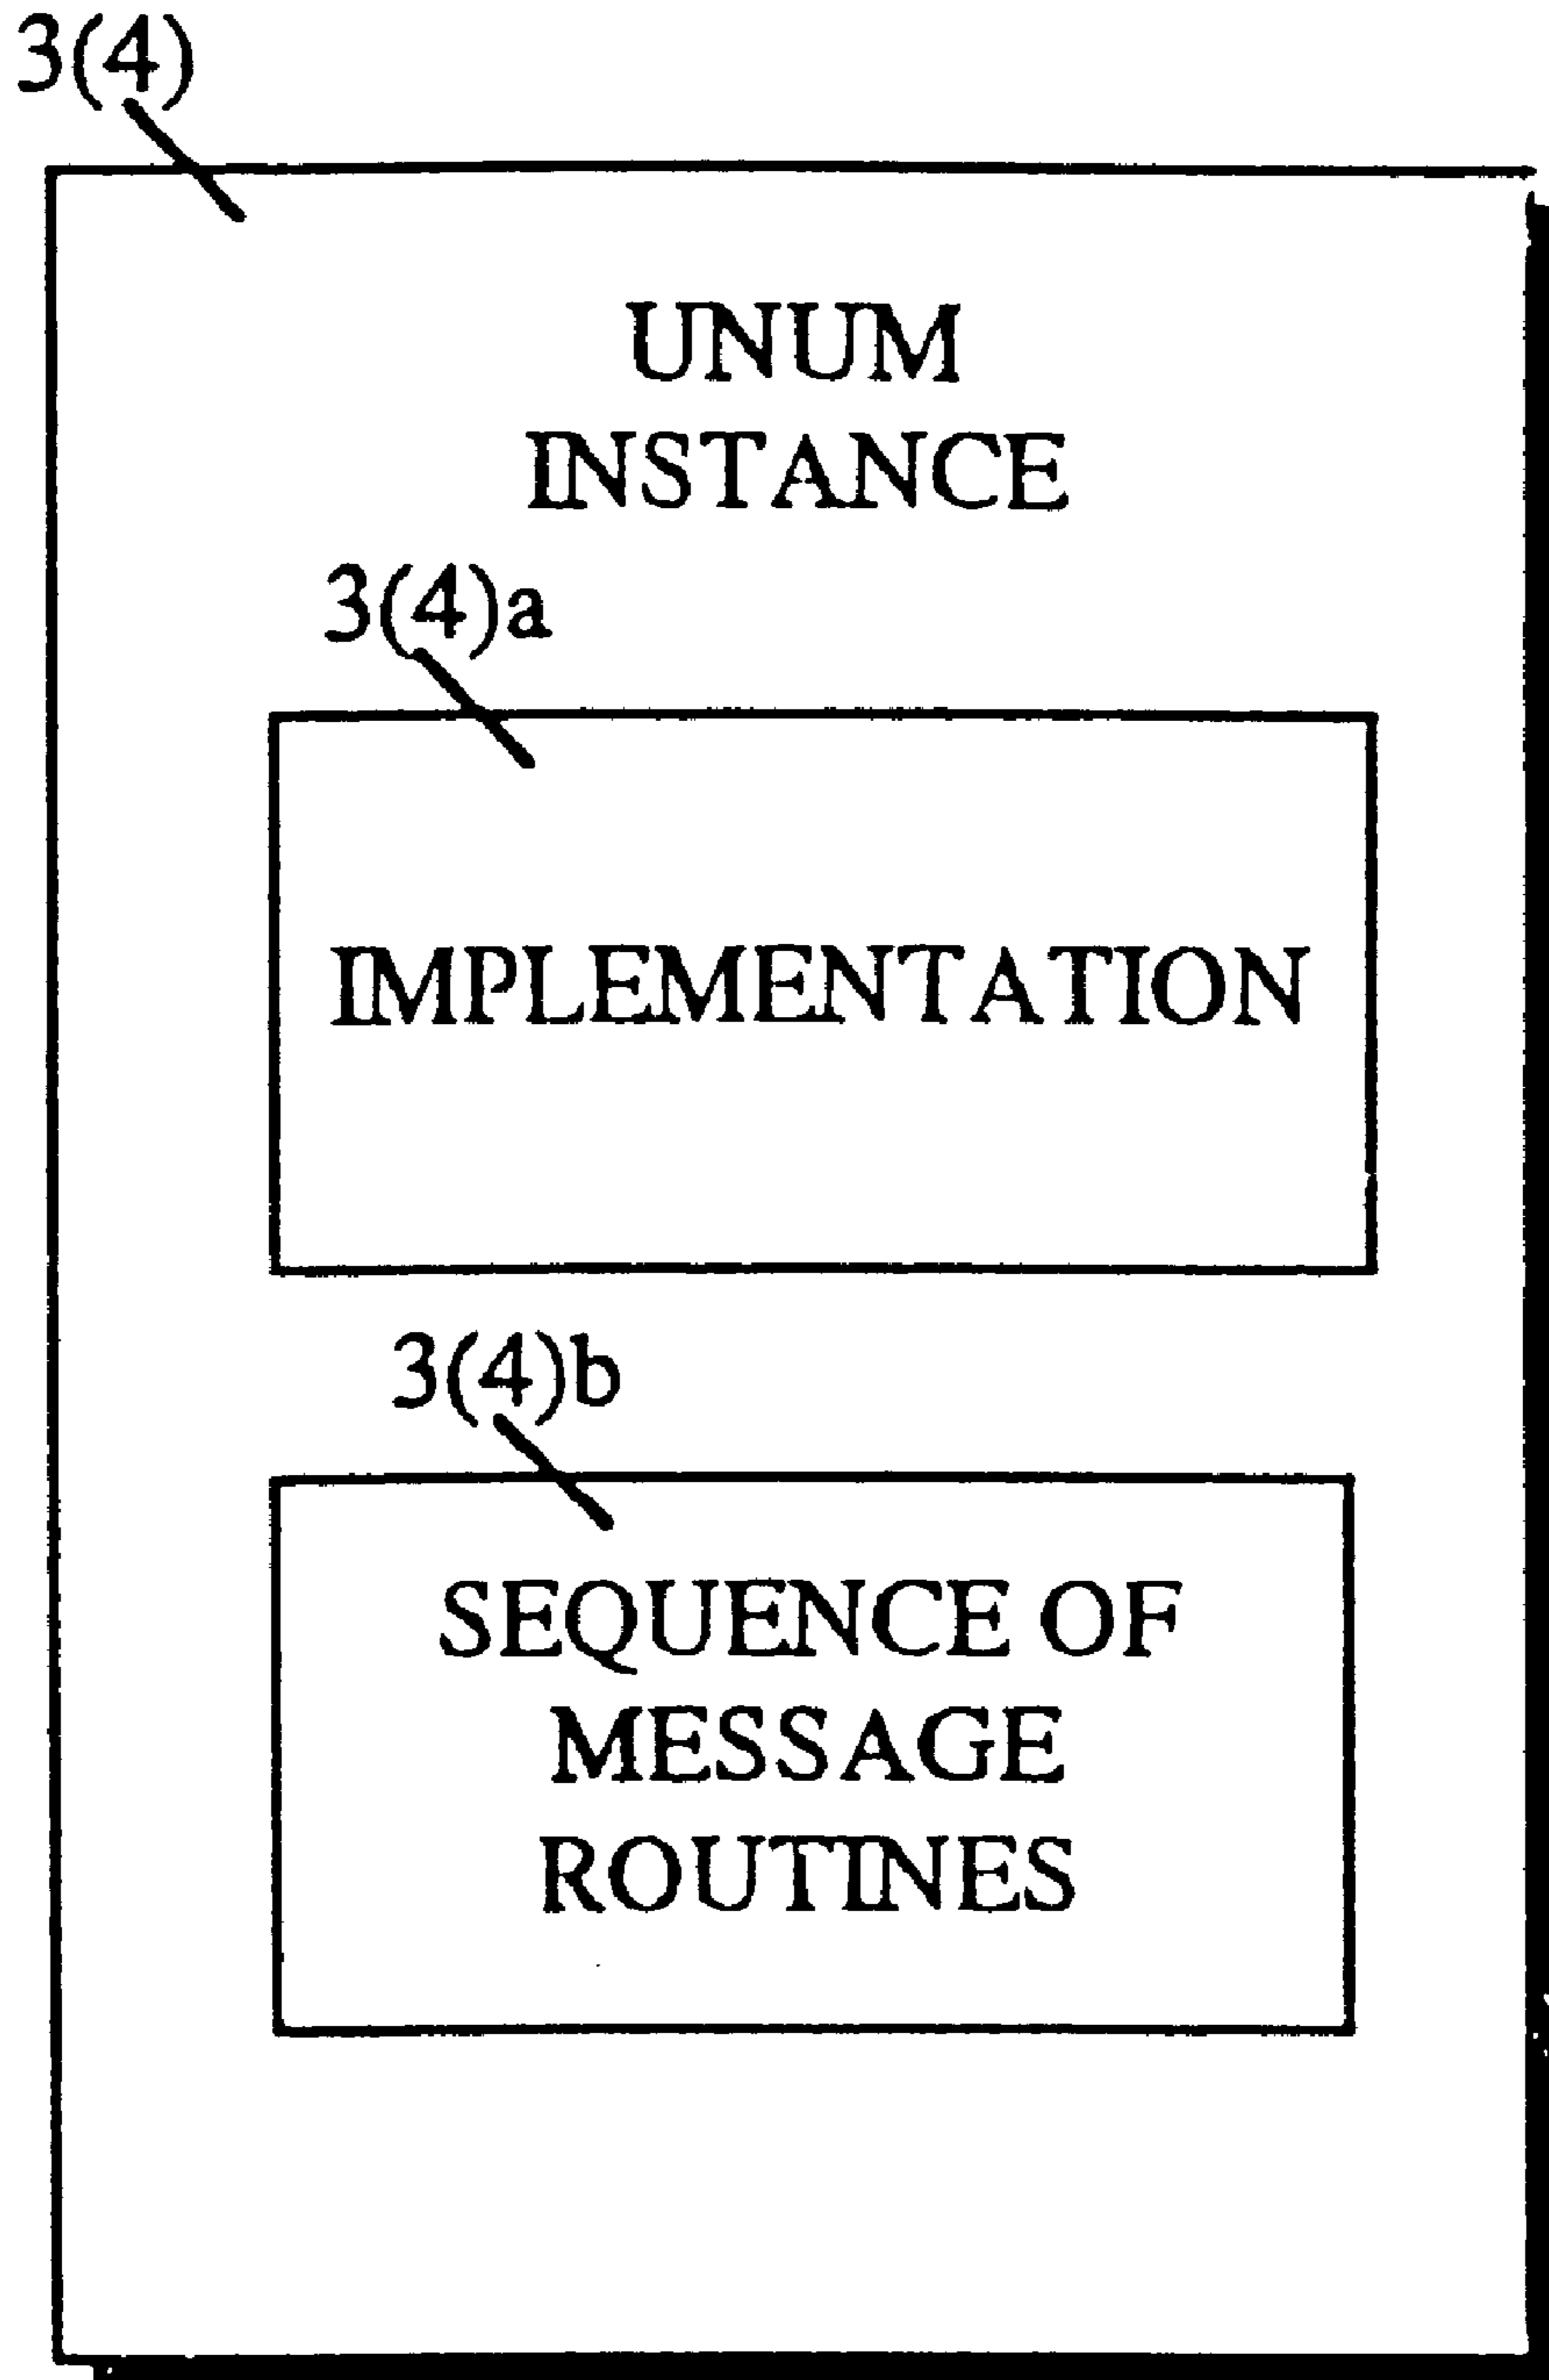 3(4)
UNUM
INSTANCE
3(4)a
IMPLEMENTATION
3(4)b
SEQUENCE OF
MESSAGE
ROUTINES